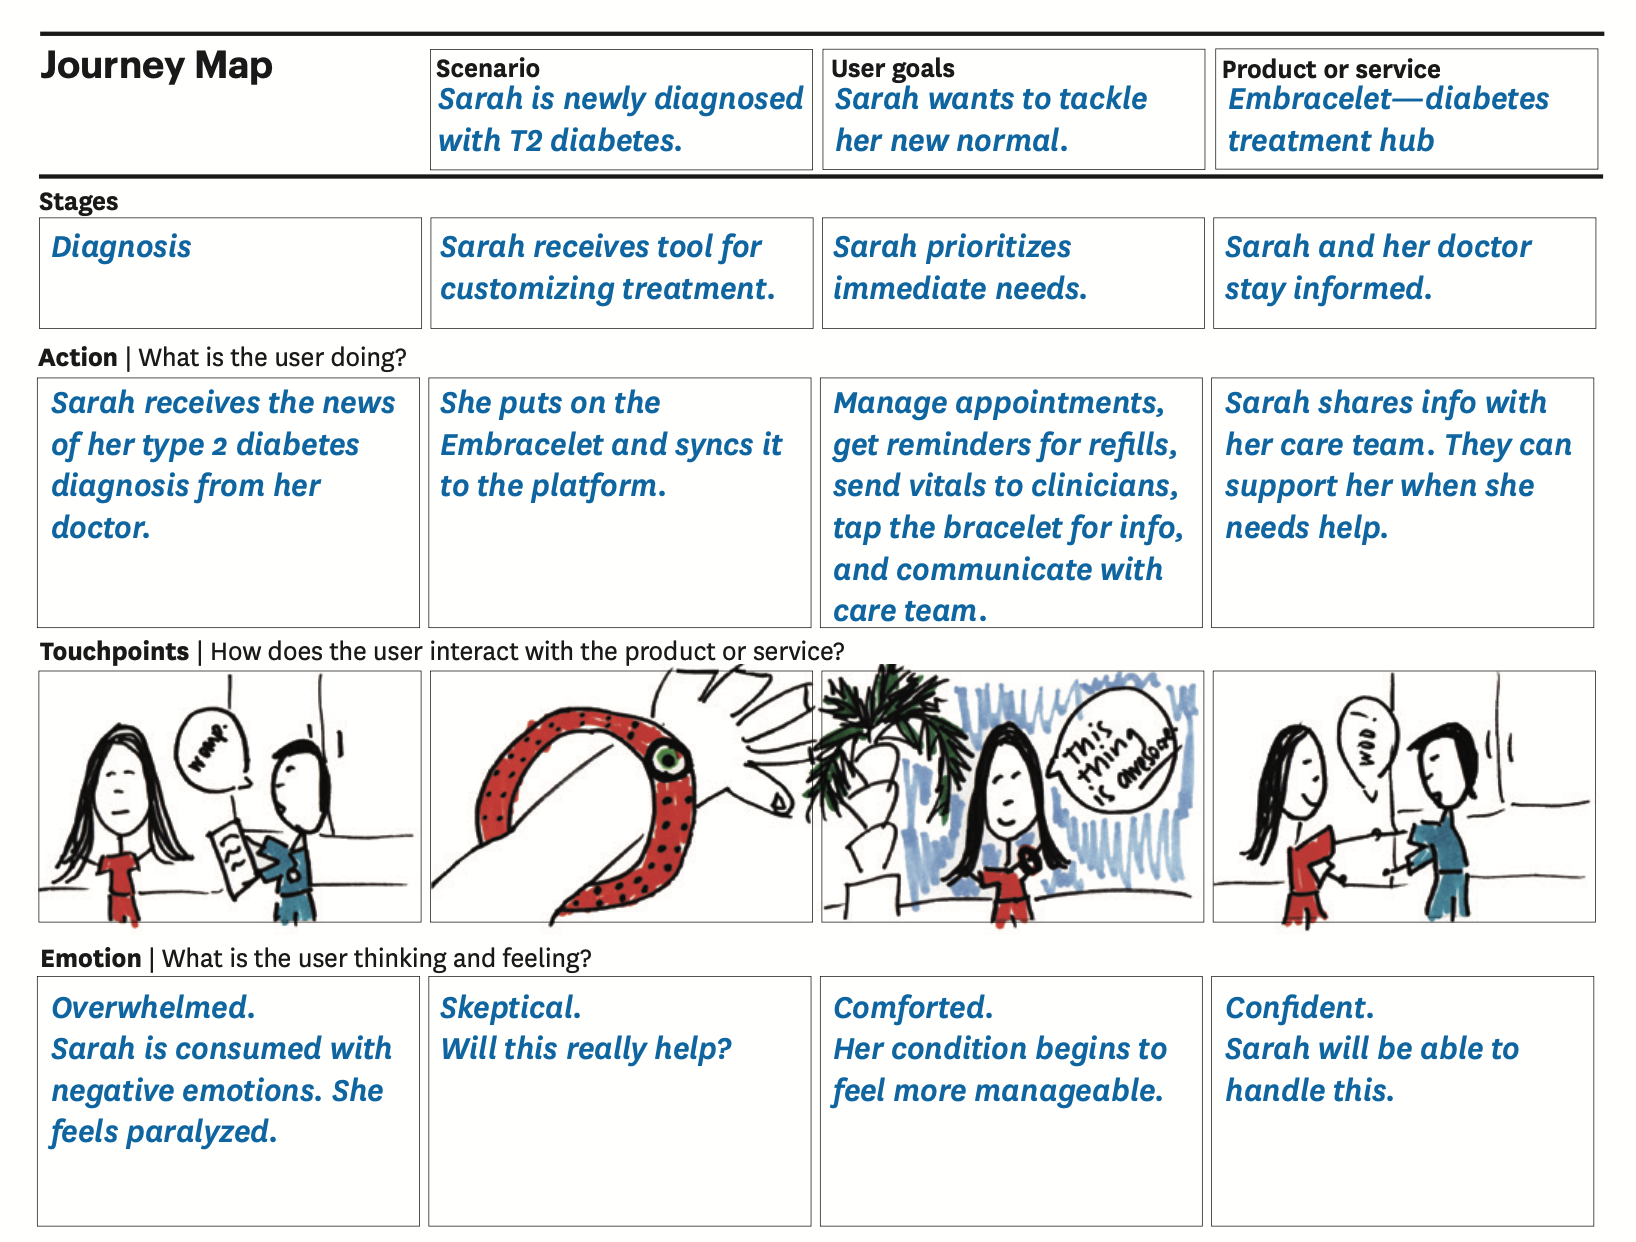 Journey Map
Scenario
Sarah is newly diagnosed
with T2 diabetes.
User goals
Sarah wants to tackle
her new normal.
Product or service
Embracelet—diabetes
treatment hub
Stages
Diagnosis
Sarah receives tool for
customizing treatment.
Sarah prioritizes
immediate needs.
Sarah and her doctor
stay informed.
Action | What is the user doing?
Sarah receives the news
of her type 2 diabetes
diagnosis from her
doctor.
She puts on the
Embracelet and syncs it
to the platform.
Manage appointments,
get reminders for refills,
send vitals to clinicians,
tap the bracelet for info,
and communicate with
care team.
Sarah shares info with
her care team. They can
support her when she
needs help.
Touchpoints | How does the user interact with the product or service?
womp.
This
thing
is awesome
wow!
Emotion | What is the user thinking and feeling?
Overwhelmed.
Sarah is consumed with
negative emotions. She
feels paralyzed.
Skeptical.
Will this really help?
Comforted.
Her condition begins to
feel more manageable.
Confident.
Sarah will be able to
handle this.